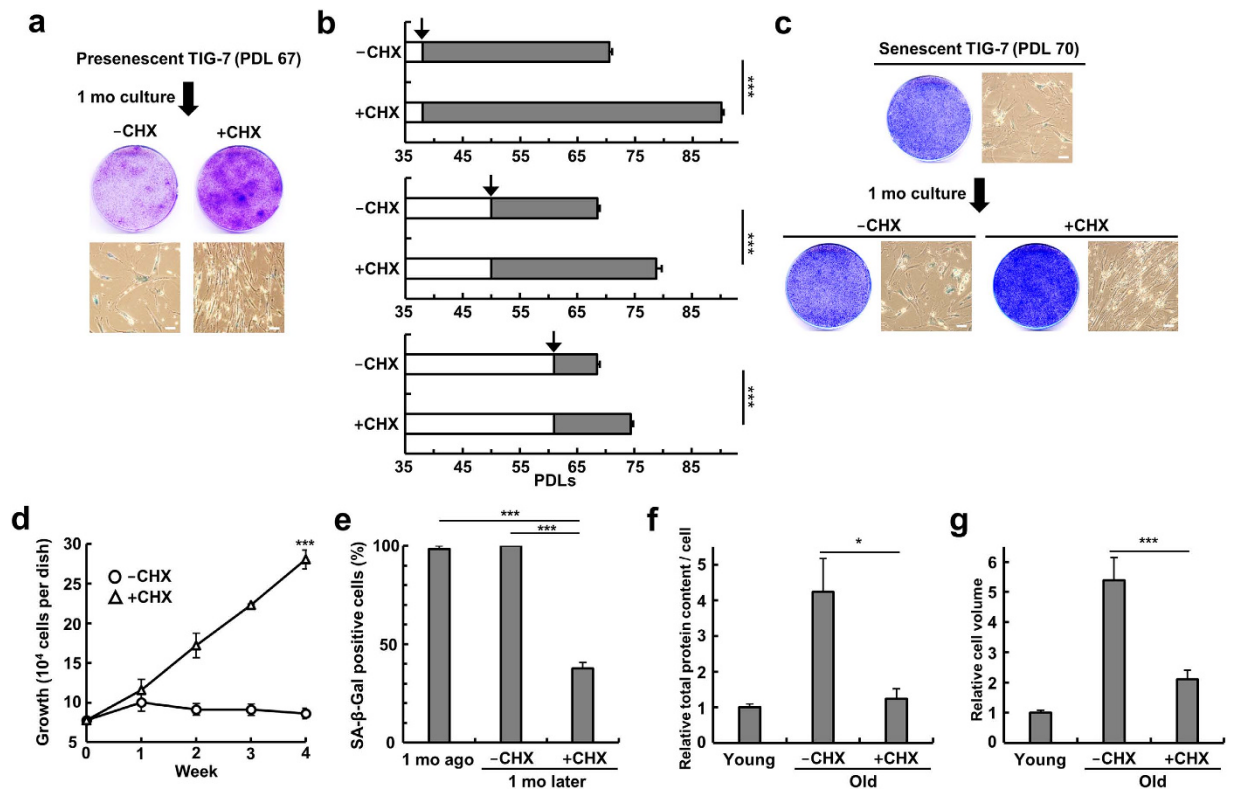 a
Presenescent TIG-7 (PDL 67)
1 mo culture
−CHX +CHX
b
−CHX
+CHX
***
35 45 55 65 75 85
−CHX
+CHX
***
35 45 55 65 75 85
−CHX
+CHX
***
35 45 55 65 75 85
PDLs
c
Senescent TIG-7 (PDL 70)
1 mo culture
−CHX +CHX
d
Growth (10⁴ cells per dish)
30
25
20
15
10
5
−CHX
+CHX
***
0 1 2 3 4
Week
e
SA-β-Gal positive cells (%)
100
50
0
***
***
1 mo ago −CHX +CHX
1 mo later
f
Relative total protein content / cell
5
4
3
2
1
0
*
Young −CHX +CHX
Old
g
Relative cell volume
6
5
4
3
2
1
0
***
Young −CHX +CHX
Old